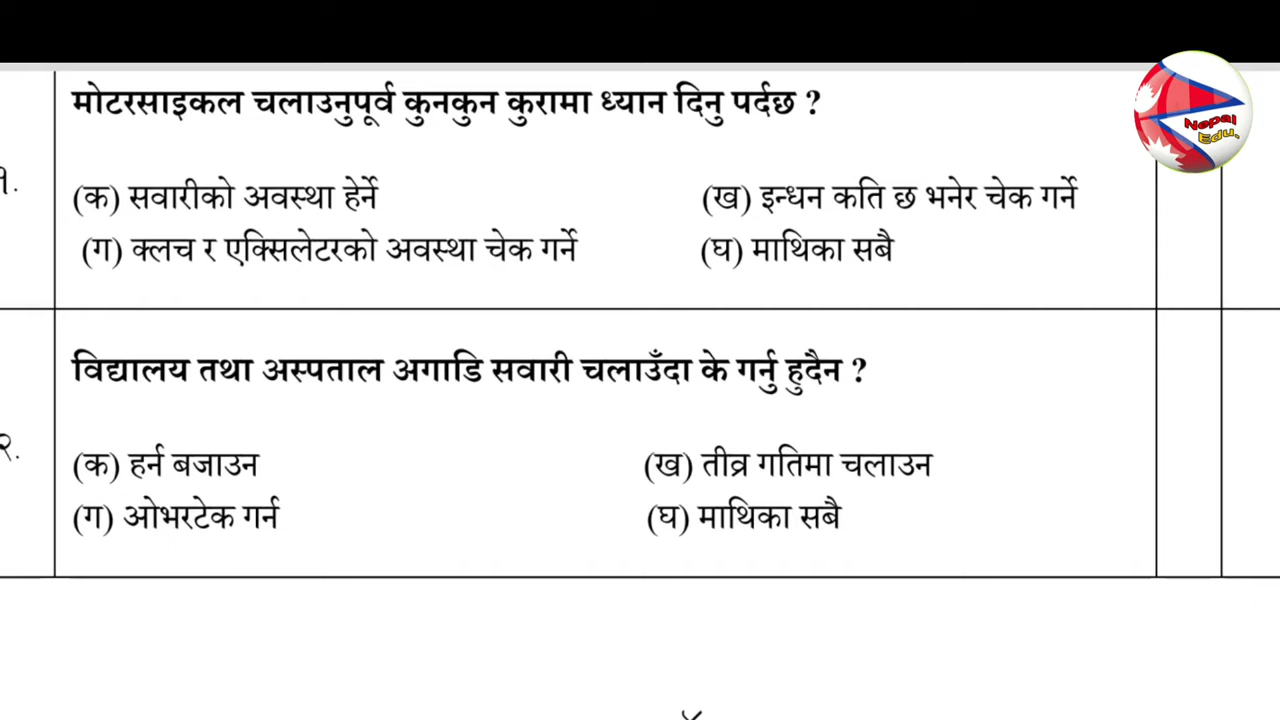 मोटरसाइकल चलाउनुपूर्व कुनकुन कुरामा ध्यान दिनु पर्दछ ?
Nepal
Edu.
१.
(क) सवारीको अवस्था हेर्ने (ख) इन्धन कति छ भनेर चेक गर्ने
(ग) क्लच र एक्सिलेटरको अवस्था चेक गर्ने (घ) माथिका सबै
विद्यालय तथा अस्पताल अगाडि सवारी चलाउँदा के गर्नु हुदैन ?
२.
(क) हर्न बजाउन (ख) तीव्र गतिमा चलाउन
(ग) ओभरटेक गर्न (घ) माथिका सबै